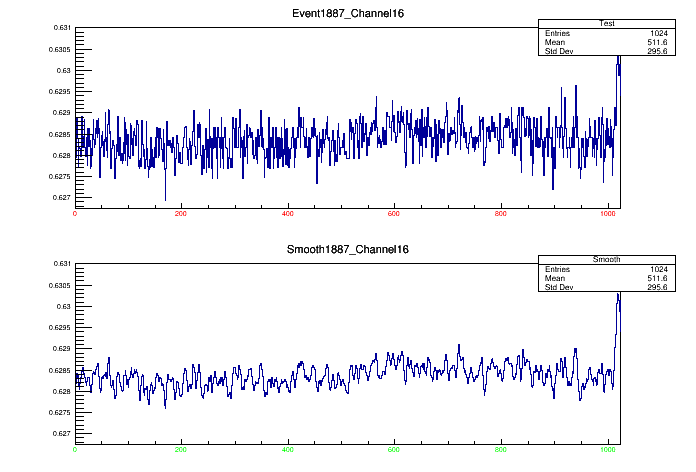 Event1887_Channel16
Test
Entries 1024
Mean 511.6
Std Dev 295.6
0.631
0.6305
0.63
0.6295
0.629
0.6285
0.628
0.6275
0.627
0 200 400 600 800 1000
Smooth1887_Channel16
Smooth
Entries 1024
Mean 511.6
Std Dev 295.6
0.631
0.6305
0.63
0.6295
0.629
0.6285
0.628
0.6275
0.627
0 200 400 600 800 1000